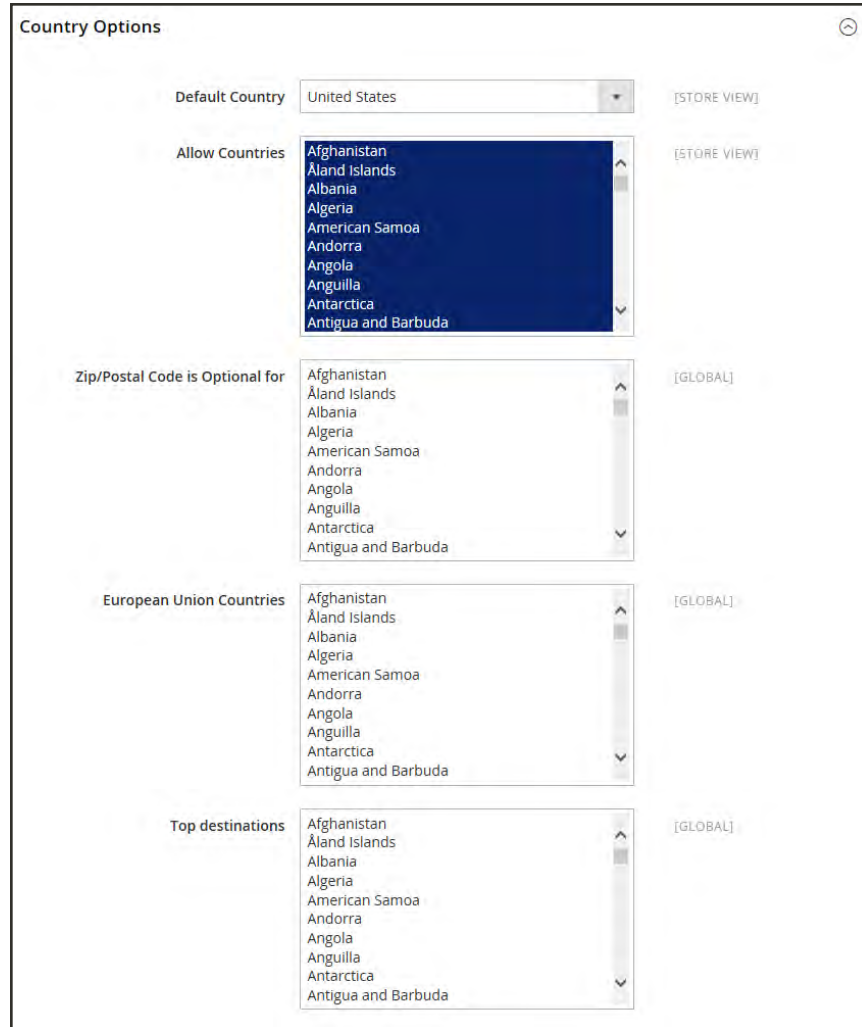 Country Options
Default Country United States [STORE VIEW]
Allow Countries Afghanistan [STORE VIEW]
Åland Islands
Albania
Algeria
American Samoa
Andorra
Angola
Anguilla
Antarctica
Antigua and Barbuda
Zip/Postal Code is Optional for Afghanistan [GLOBAL]
Åland Islands
Albania
Algeria
American Samoa
Andorra
Angola
Anguilla
Antarctica
Antigua and Barbuda
European Union Countries Afghanistan [GLOBAL]
Åland Islands
Albania
Algeria
American Samoa
Andorra
Angola
Anguilla
Antarctica
Antigua and Barbuda
Top destinations Afghanistan [GLOBAL]
Åland Islands
Albania
Algeria
American Samoa
Andorra
Angola
Anguilla
Antarctica
Antigua and Barbuda